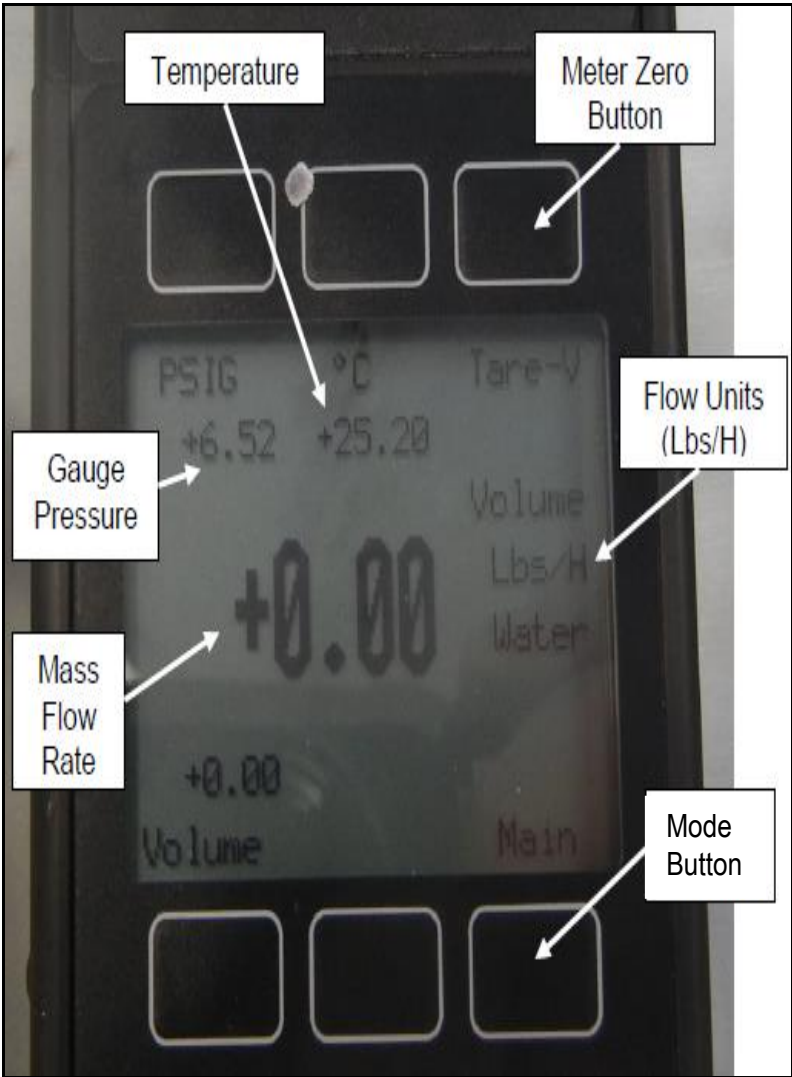 Temperature
Meter Zero
Button
PSIG °C Tare-V
+6.52 +25.20
Flow Units
(Lbs/H)
Gauge
Pressure
Volume
Lbs/H
+0.00
Water
Mass
Flow
Rate
+0.00
Volume Main
Mode
Button